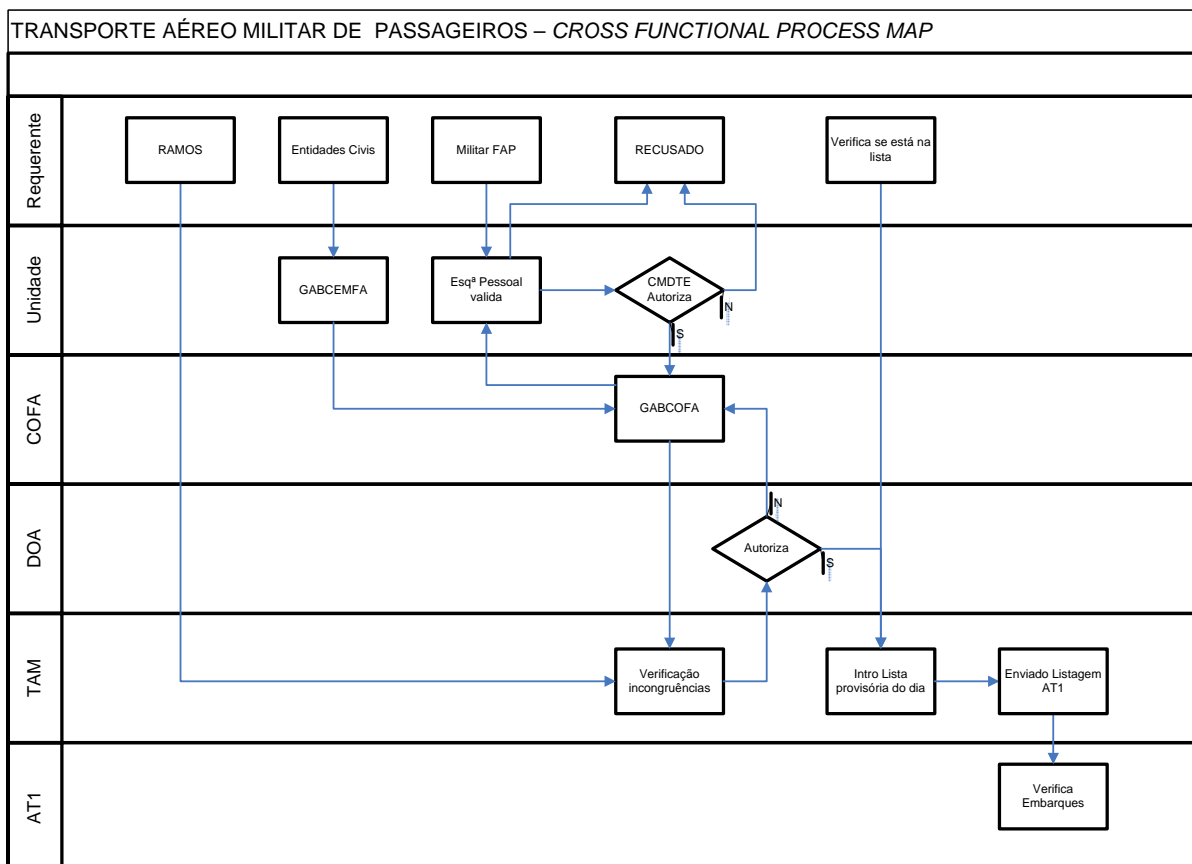 TRANSPORTE AÉREO MILITAR DE PASSAGEIROS – CROSS FUNCTIONAL PROCESS MAP
Requerente
RAMOS
Entidades Civis
Militar FAP
RECUSADO
Verifica se está na
lista
Unidade
GABCEMFA
Esqª Pessoal
valida
CMDTE
Autoriza
N
S
COFA
GABCOFA
DOA
N
Autoriza
S
TAM
Verificação
incongruências
Intro Lista
provisória do dia
Enviado Listagem
AT1
AT1
Verifica
Embarques